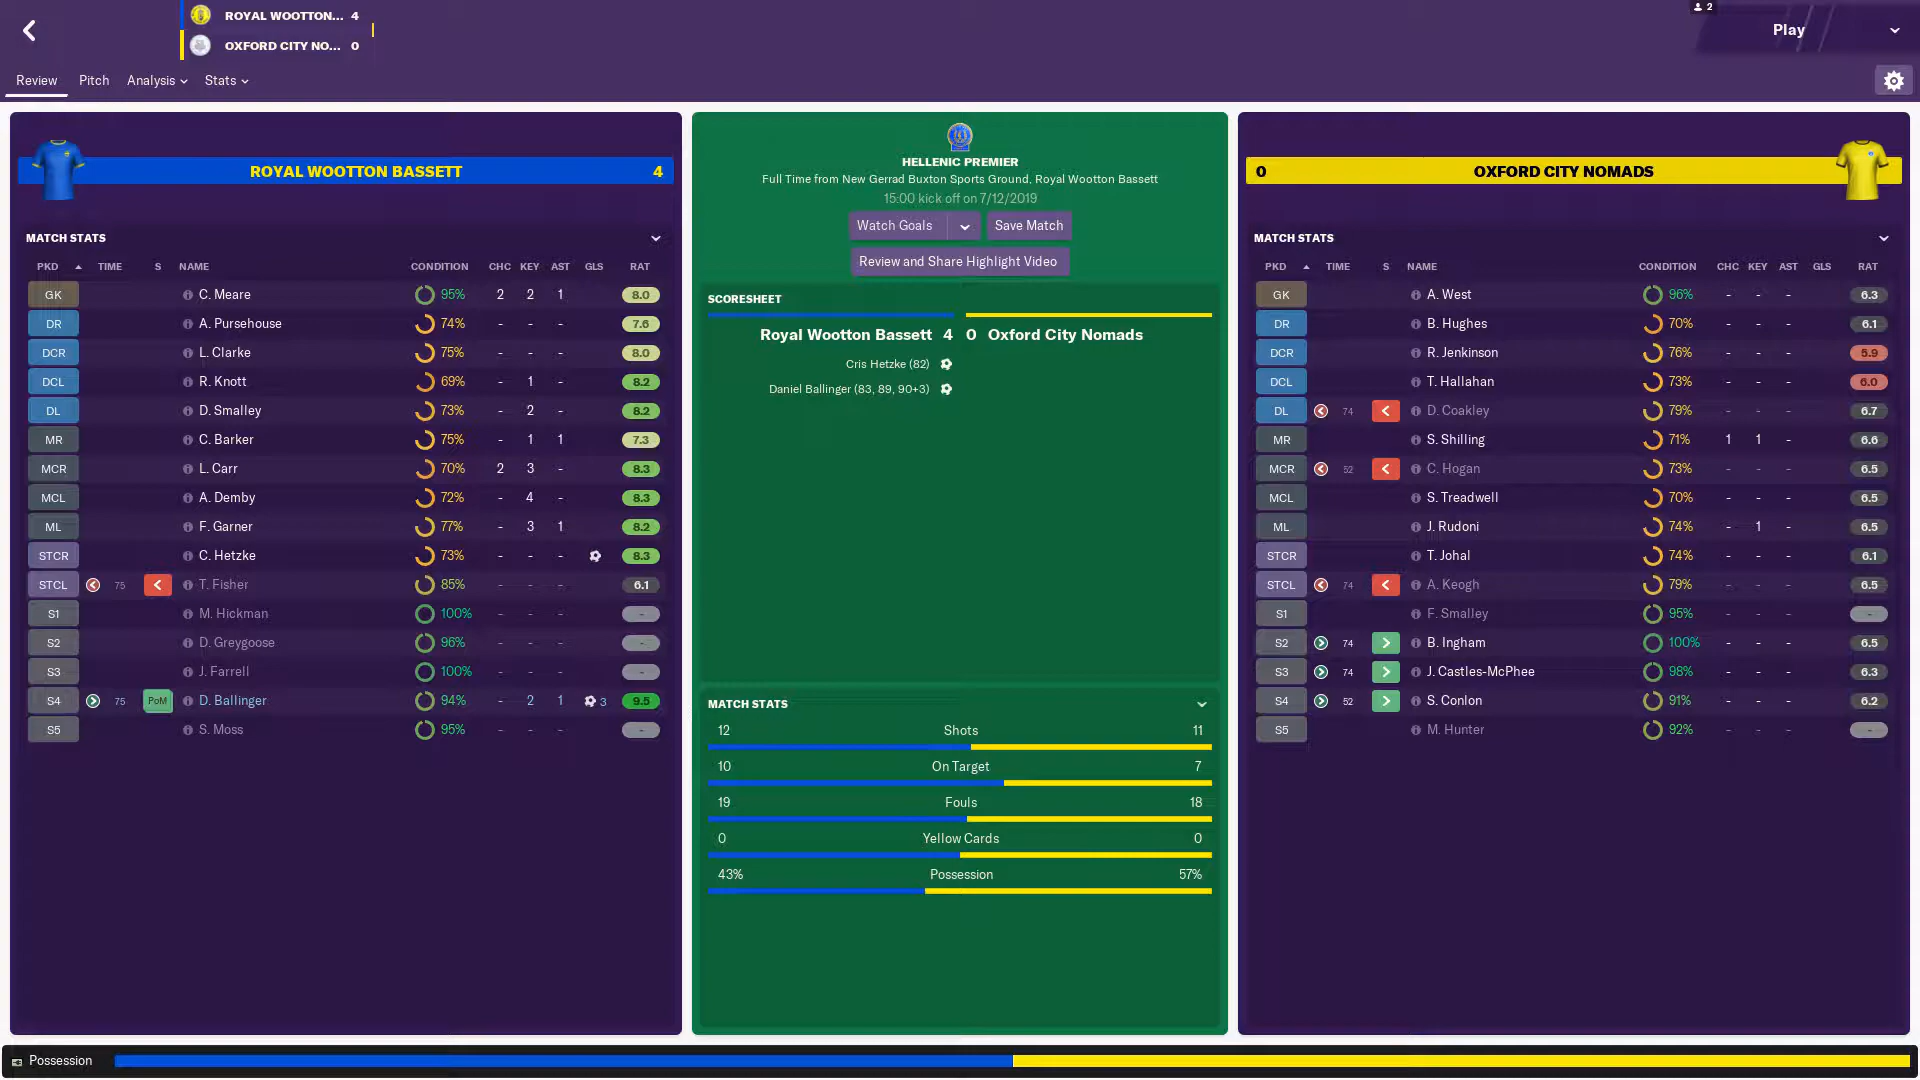 ROYAL WOOTTON... 4
OXFORD CITY NO... 0
2
Play
Review Pitch Analysis Stats
ROYAL WOOTTON BASSETT 4
MATCH STATS
PKD TIME S NAME CONDITION CHC KEY AST GLS RAT
GK C. Meare 95% 2 2 1 8.0
DR A. Pursehouse 74% - - - 7.6
DCR L. Clarke 75% - - - 8.0
DCL R. Knott 69% - 1 - 8.2
DL D. Smalley 73% - 2 - 8.2
MR C. Barker 75% - 1 1 7.3
MCR L. Carr 70% 2 3 - 8.3
MCL A. Demby 72% - 4 - 8.3
ML F. Garner 77% - 3 1 8.2
STCR C. Hetzke 73% - - - 8.3
STCL 75 T. Fisher 85% - - - 6.1
S1 M. Hickman 100% - - - -
S2 D. Greygoose 96% - - - -
S3 J. Farrell 100% - - - -
S4 75 PoM D. Ballinger 94% - 2 1 3 9.5
S5 S. Moss 95% - - - -
HELLENIC PREMIER
Full Time from New Gerrad Buxton Sports Ground, Royal Wootton Bassett
15:00 kick off on 7/12/2019
Watch Goals Save Match
Review and Share Highlight Video
SCORESHEET
Royal Wootton Bassett 4 0 Oxford City Nomads
Cris Hetzke (82)
Daniel Ballinger (83, 89, 90+3)
MATCH STATS
12 Shots 11
10 On Target 7
19 Fouls 18
0 Yellow Cards 0
43% Possession 57%
0 OXFORD CITY NOMADS
MATCH STATS
PKD TIME S NAME CONDITION CHC KEY AST GLS RAT
GK A. West 96% - - - 6.3
DR B. Hughes 70% - - - 6.1
DCR R. Jenkinson 76% - - - 5.9
DCL T. Hallahan 73% - - - 6.0
DL 74 D. Coakley 79% - - - 6.7
MR S. Shilling 71% 1 1 - 6.6
MCR 52 C. Hogan 73% - - - 6.5
MCL S. Treadwell 70% - - - 6.5
ML J. Rudoni 74% - 1 - 6.5
STCR T. Johal 74% - - - 6.1
STCL 74 A. Keogh 79% - - - 6.5
S1 F. Smalley 95% - - - -
S2 74 B. Ingham 100% - - - 6.5
S3 74 J. Castles-McPhee 98% - - - 6.3
S4 52 S. Conlon 91% - - - 6.2
S5 M. Hunter 92% - - - -
Possession